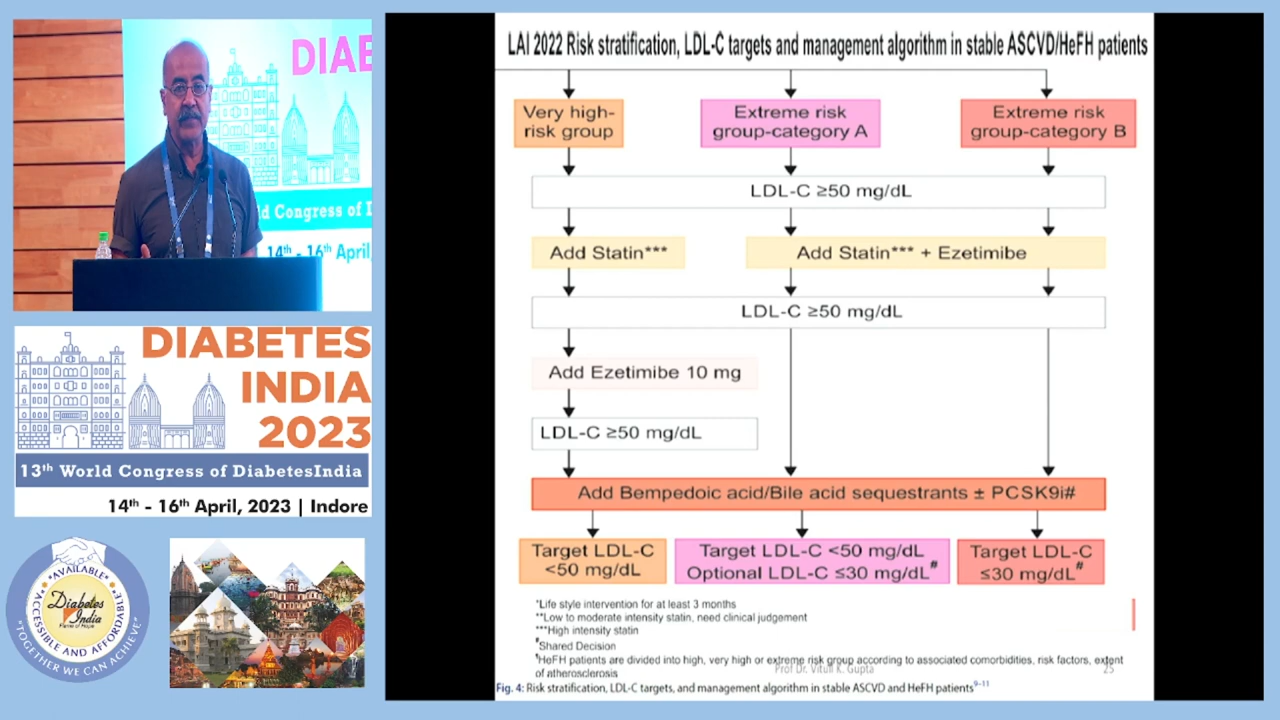 DIAB
ld Congress of D
14th - 16th April,
DIABETES
INDIA
2023
13th World Congress of DiabetesIndia
14th - 16th April, 2023 | Indore
"AVAILABLE"
"ACCESSIBLE AND AFFORDABLE"
Diabetes
India
"TOGETHER WE CAN ACHIEVE"
LAI 2022 Risk stratification, LDL-C targets and management algorithm in stable ASCVD/HeFH patients
Very high-
risk group
Extreme risk
group-category A
Extreme risk
group-category B
LDL-C ≥50 mg/dL
Add Statin***
Add Statin*** + Ezetimibe
LDL-C ≥50 mg/dL
Add Ezetimibe 10 mg
LDL-C ≥50 mg/dL
Add Bempedoic acid/Bile acid sequestrants ± PCSK9i#
Target LDL-C
<50 mg/dL
Target LDL-C <50 mg/dL
Optional LDL-C ≤30 mg/dL#
Target LDL-C
≤30 mg/dL#
*Life style intervention for at least 3 months
**Low to moderate intensity statin, need clinical judgement
***High intensity statin
#Shared Decision
HeFH patients are divided into high, very high or extreme risk group according to associated comorbidities, risk factors, extent
of atherosclerosis
Prof Dr. Vitull K. Gupta
25
Fig. 4: Risk stratification, LDL-C targets, and management algorithm in stable ASCVD and HeFH patients9-11